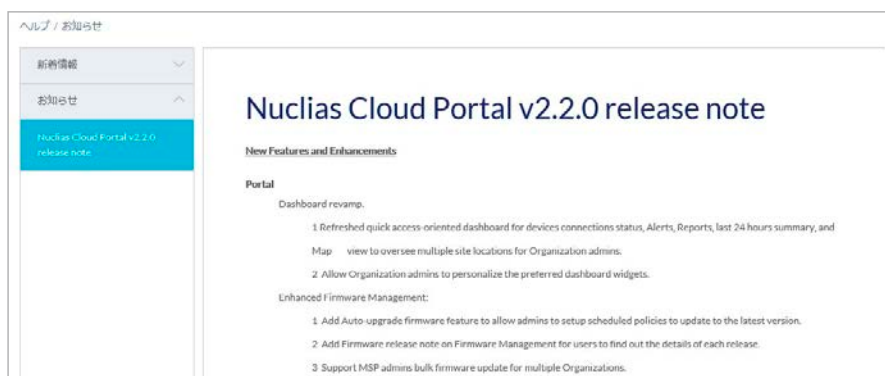 ヘルプ / お知らせ
新着情報
お知らせ
Nuclias Cloud Portal v2.2.0
release note
Nuclias Cloud Portal v2.2.0 release note
New Features and Enhancements
Portal
Dashboard revamp.
1 Refreshed quick access-oriented dashboard for devices connections status, Alerts, Reports, last 24 hours summary, and
Map view to oversee multiple site locations for Organization admins.
2 Allow Organization admins to personalize the preferred dashboard widgets.
Enhanced Firmware Management:
1 Add Auto-upgrade firmware feature to allow admins to setup scheduled policies to update to the latest version.
2 Add Firmware release note on Firmware Management for users to find out the details of each release.
3 Support MSP admins bulk firmware update for multiple Organizations.